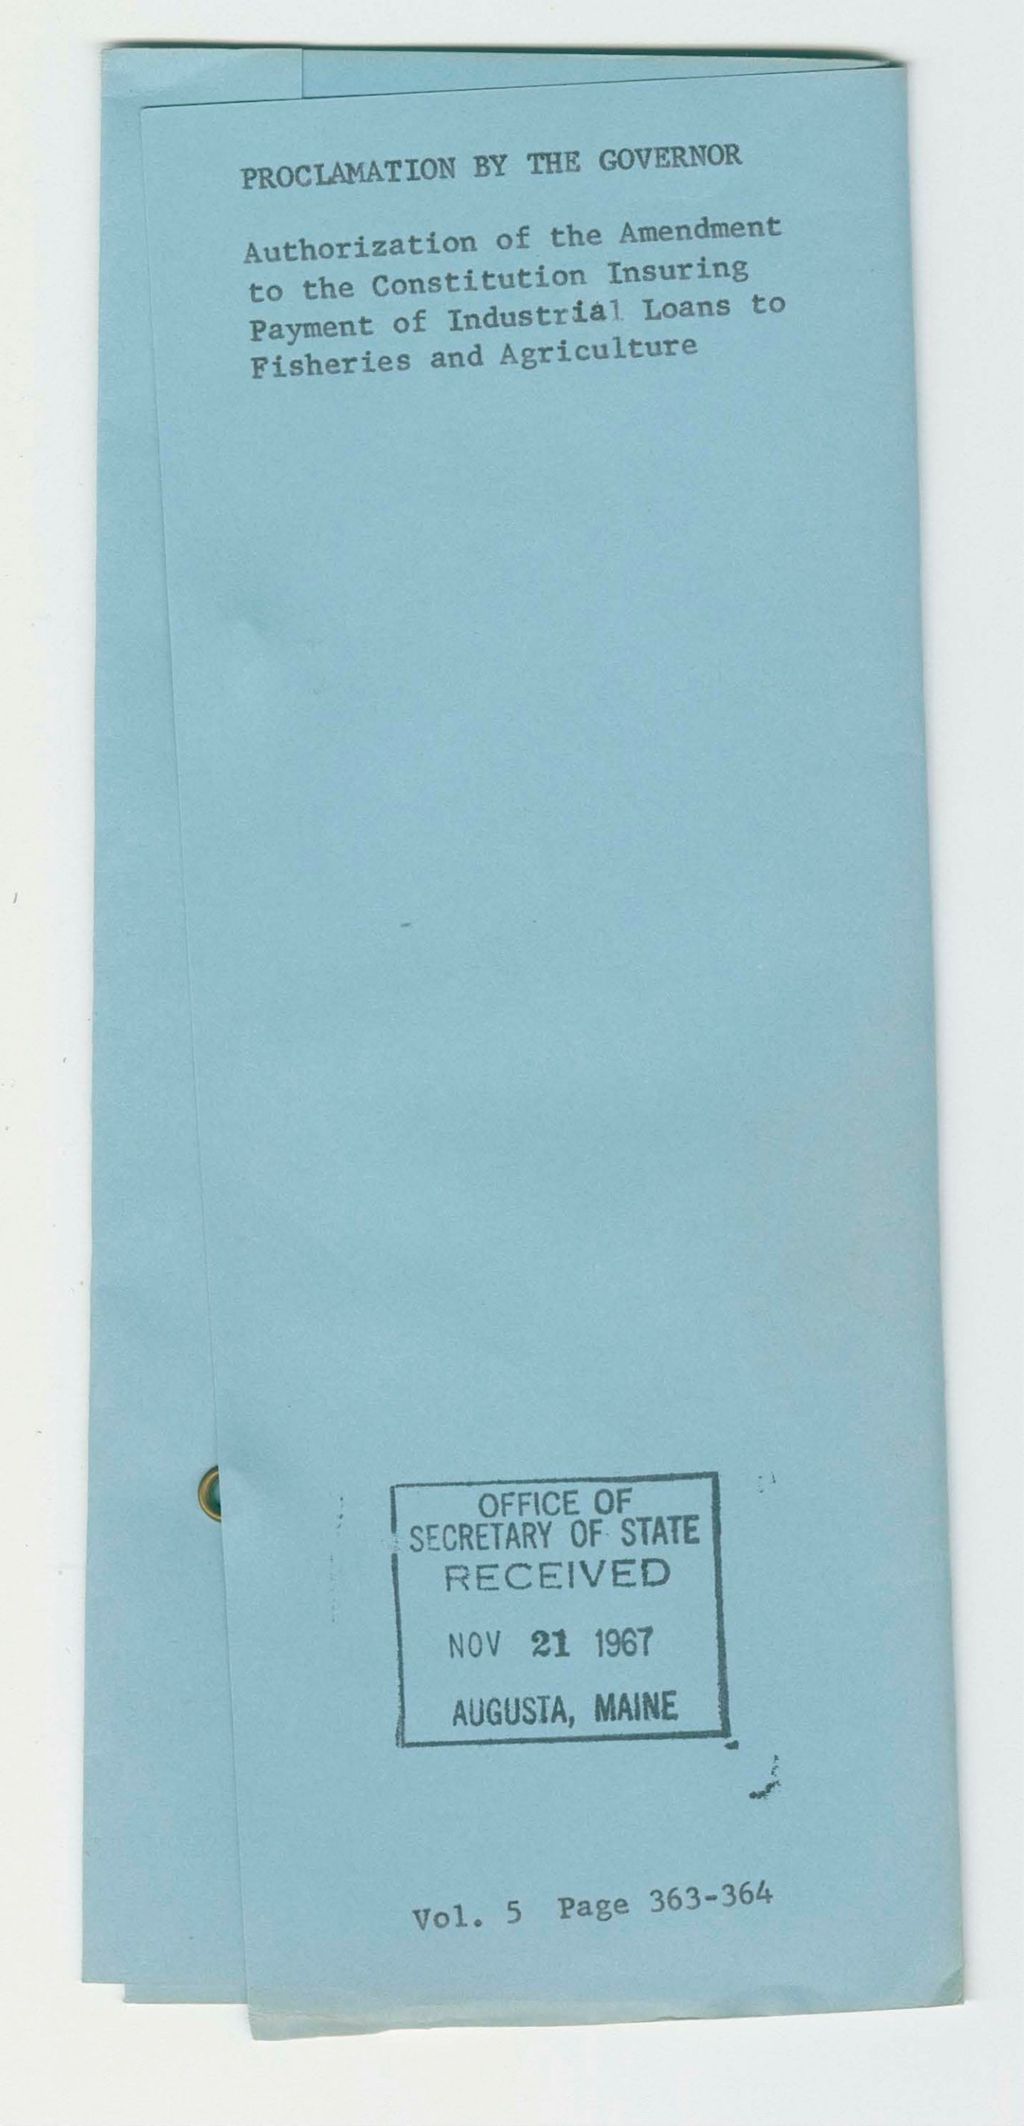 PROCLAMATION BY THE GOVERNOR
Authorization of the Amendment
to the Constitution Insuring
Payment of Industrial Loans to
Fisheries and Agriculture
OFFICE OF
SECRETARY OF STATE
RECEIVED
NOV 21 1967
AUGUSTA, MAINE
Vol. 5 Page 363-364